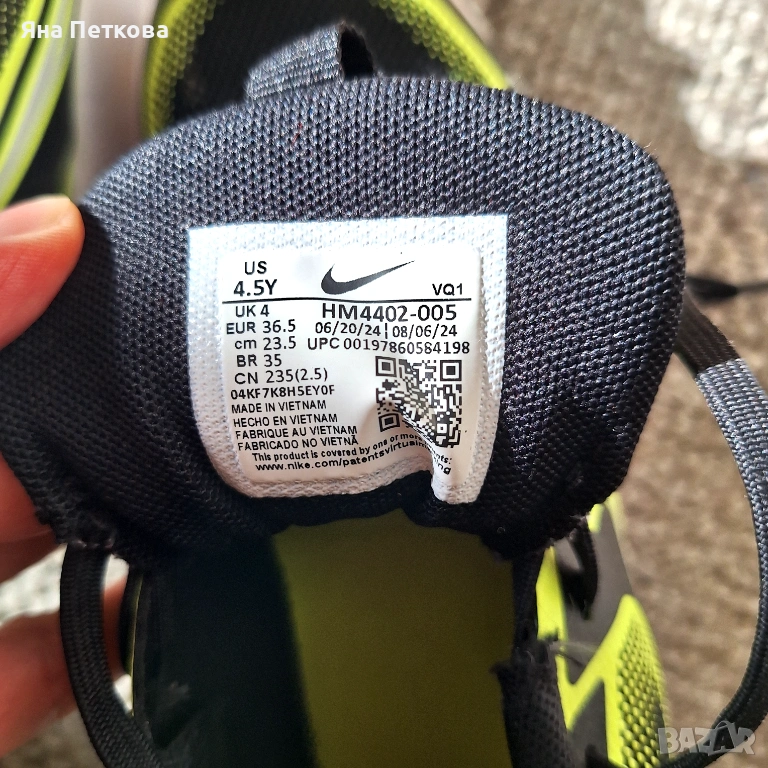 Яна Петкова
US
4.5Y
VQ1
UK 4
HM4402-005
EUR 36.5
06/20/24 08/06/24
cm 23.5
UPC 00197860584198
BR 35
CN 235(2.5)
04KF7K8H5EY0F
MADE IN VIETNAM
HECHO EN VIETNAM
FABRIQUE AU VIETNAM
FABRICADO NO VIETNÃ
This product is covered by one or more
www.nike.com/patents
BAZAR